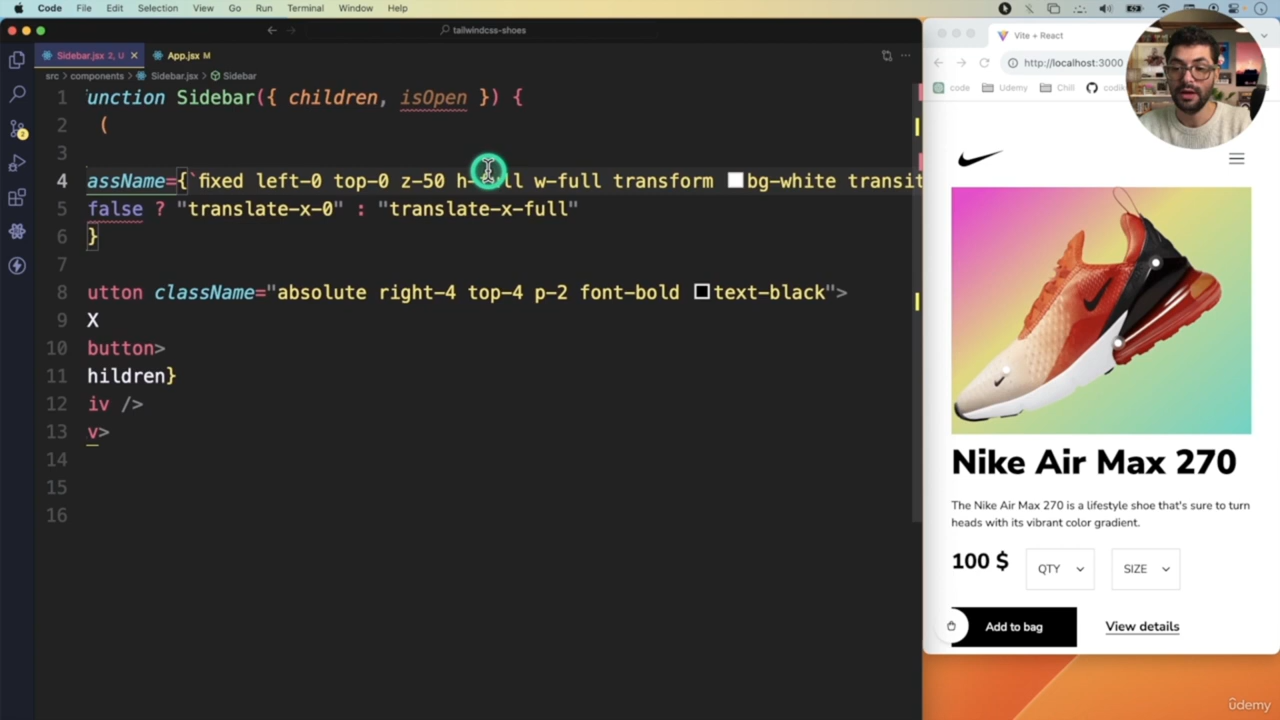 Code File Edit Selection View Go Run Terminal Window Help
tailwindcss-shoes
Sidebar.jsx 2, U
App.jsx M
src > components > Sidebar.jsx > Sidebar
1 unction Sidebar({ children, isOpen }) {
2 (
3
4 assName={`fixed left-0 top-0 z-50 h-full w-full transform bg-white transit
5 false ? "translate-x-0" : "translate-x-full"
6 }
7
8 utton className="absolute right-4 top-4 p-2 font-bold text-black">
9 X
10 button>
11 hildren}
12 iv />
13 v>
14
15
16
2
Vite + React
http://localhost:3000
code Udemy Chill
Nike Air Max 270
The Nike Air Max 270 is a lifestyle shoe that's sure to turn
heads with its vibrant color gradient.
100 $ QTY SIZE
Add to bag View details
ûdemy